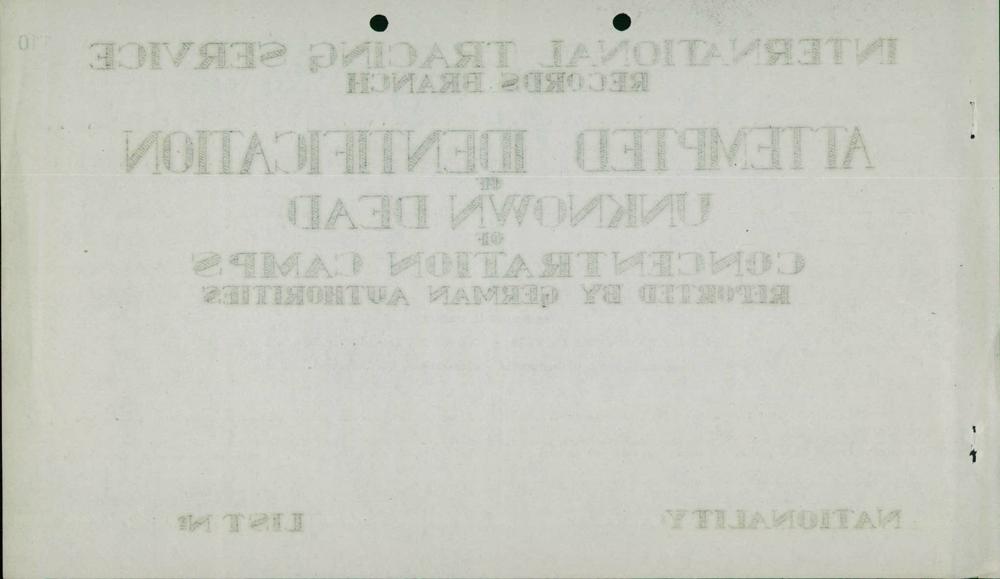 INTERNATIONAL TRACING SERVICE
RECORDS BRANCH
ATTEMPTED IDENTIFICATION
OF
UNKNOWN DEAD
OF
CONCENTRATION CAMPS
REPORTED BY GERMAN AUTHORITIES
NATIONALITY LIST Nº